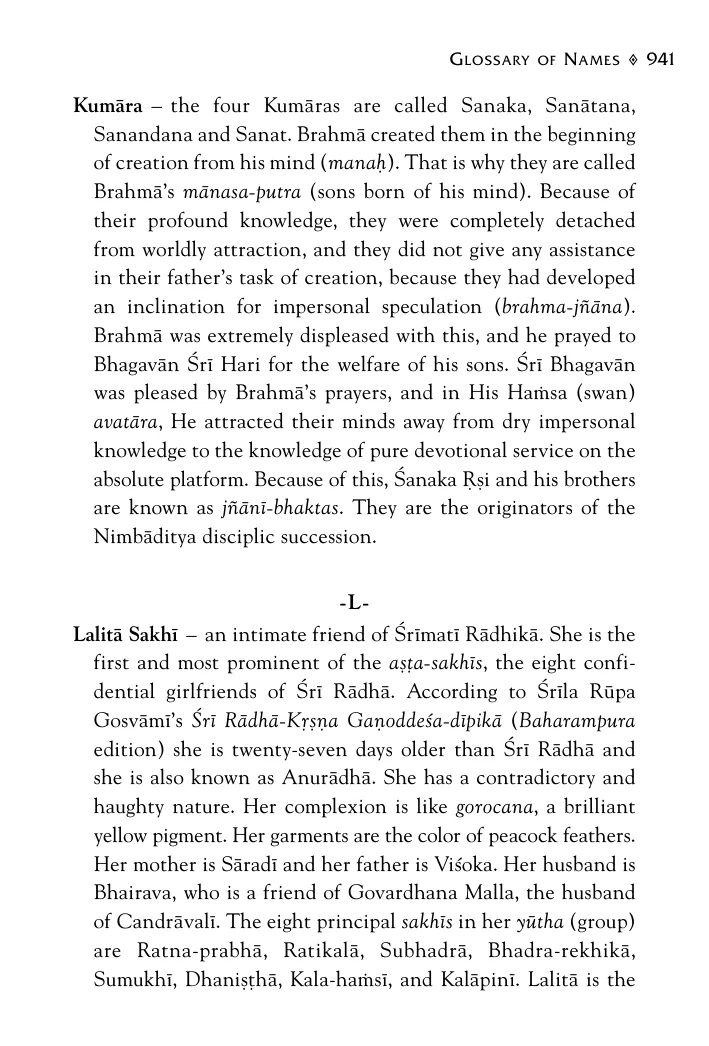 Glossary of Names ◈ 941
Kumāra – the four Kumāras are called Sanaka, Sanātana,
Sanandana and Sanat. Brahmā created them in the beginning
of creation from his mind (manaḥ). That is why they are called
Brahmā's mānasa-putra (sons born of his mind). Because of
their profound knowledge, they were completely detached
from worldly attraction, and they did not give any assistance
in their father's task of creation, because they had developed
an inclination for impersonal speculation (brahma-jñāna).
Brahmā was extremely displeased with this, and he prayed to
Bhagavān Śrī Hari for the welfare of his sons. Śrī Bhagavān
was pleased by Brahmā's prayers, and in His Haṁsa (swan)
avatāra, He attracted their minds away from dry impersonal
knowledge to the knowledge of pure devotional service on the
absolute platform. Because of this, Śanaka Ṛṣi and his brothers
are known as jñānī-bhaktas. They are the originators of the
Nimbāditya disciplic succession.
-L-
Lalitā Sakhī – an intimate friend of Śrīmatī Rādhikā. She is the
first and most prominent of the aṣṭa-sakhīs, the eight confi-
dential girlfriends of Śrī Rādhā. According to Śrīla Rūpa
Gosvāmī's Śrī Rādhā-Kṛṣṇa Gaṇoddeśa-dīpikā (Baharampura
edition) she is twenty-seven days older than Śrī Rādhā and
she is also known as Anurādhā. She has a contradictory and
haughty nature. Her complexion is like gorocana, a brilliant
yellow pigment. Her garments are the color of peacock feathers.
Her mother is Sāradī and her father is Viśoka. Her husband is
Bhairava, who is a friend of Govardhana Malla, the husband
of Candrāvalī. The eight principal sakhīs in her yūtha (group)
are Ratna-prabhā, Ratikalā, Subhadrā, Bhadra-rekhikā,
Sumukhī, Dhaniṣṭhā, Kala-haṁsī, and Kalāpinī. Lalitā is the